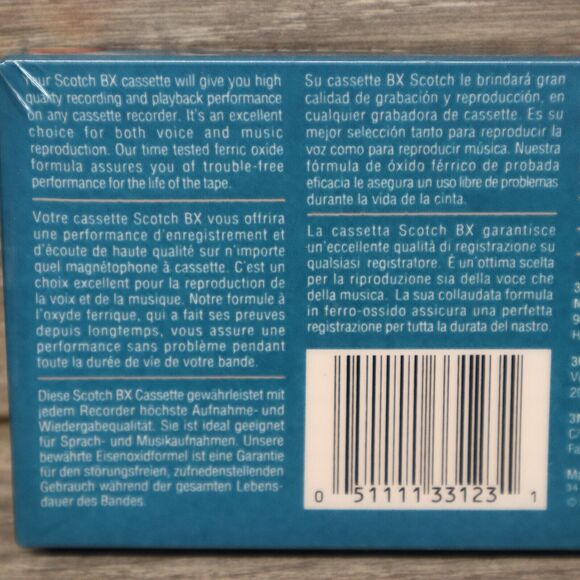 Your Scotch BX cassette will give you high
quality recording and playback performance
on any cassette recorder. It's an excellent
choice for both voice and music
reproduction. Our time tested ferric oxide
formula assures you of trouble-free
performance for the life of the tape.
Votre cassette Scotch BX vous offrira
une performance d'enregistrement et
d'écoute de haute qualité sur n'importe
quel magnétophone à cassette. C'est un
choix excellent pour la reproduction de
la voix et de la musique. Notre formule à
l'oxyde ferrique, qui a fait ses preuves
depuis longtemps, vous assure une
performance sans problème pendant
toute la durée de vie de votre bande.
Diese Scotch BX Cassette gewährleistet mit
jedem Recorder höchste Aufnahme- und
Wiedergabequalität. Sie ist ideal geeignet
für Sprach- und Musikaufnahmen. Unsere
bewährte Eisenoxidformel ist eine Garantie
für den störungsfreien, zufriedenstellenden
Gebrauch während der gesamten Lebens-
dauer des Bandes.
Su cassette BX Scotch le brindará gran
calidad de grabación y reproducción, en
cualquier grabadora de cassette. Es su
mejor selección tanto para reproducir la
voz como para reproducir música. Nuestra
fórmula de óxido férrico de probada
eficacia le asegura un uso libre de problemas
durante la vida de la cinta.
La cassetta Scotch BX garantisce
un'eccellente qualità di registrazione su
qualsiasi registratore. È un'ottima scelta
per la riproduzione sia della voce che
della musica. La sua collaudata formula
in ferro-ossido assicura una perfetta
registrazione per tutta la durata del nastro.
0 51111 33123 1